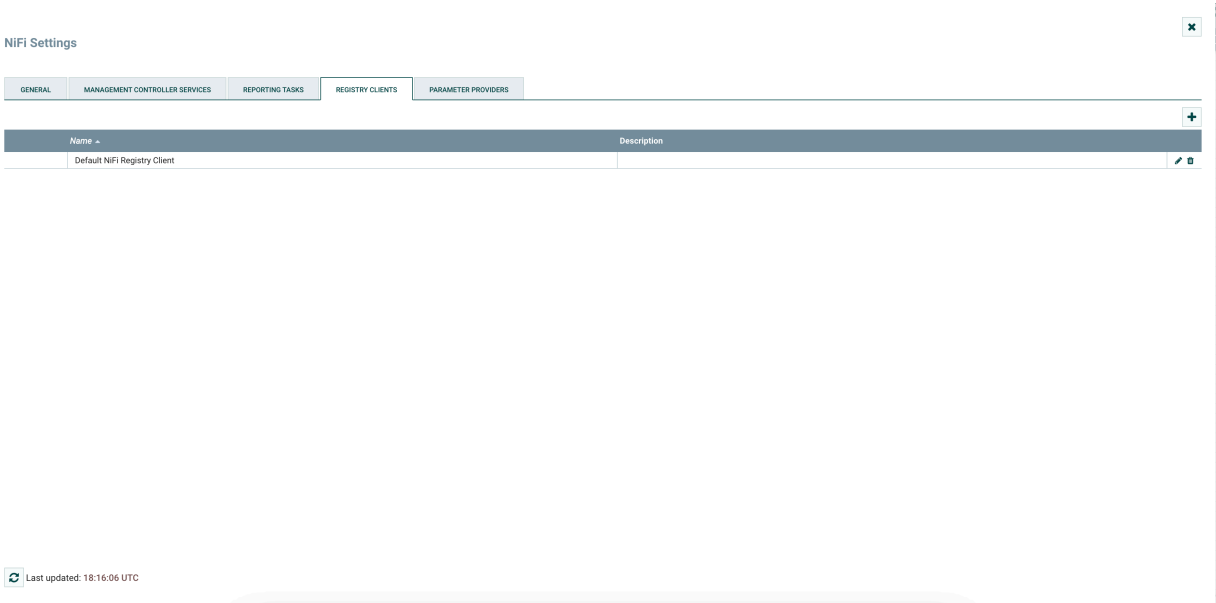 NiFi Settings
GENERAL MANAGEMENT CONTROLLER SERVICES REPORTING TASKS REGISTRY CLIENTS PARAMETER PROVIDERS
Name Description
Default NiFi Registry Client
Last updated: 18:16:06 UTC